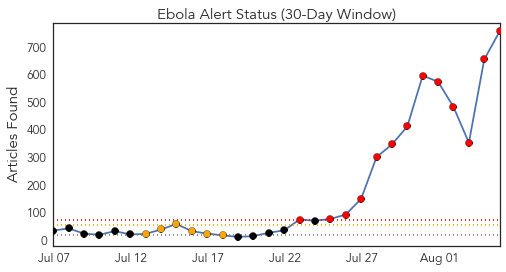 Ebola Alert Status (30-Day Window)
Articles Found
700
600
500
400
300
200
100
0
Jul 07 Jul 12 Jul 17 Jul 22 Jul 27 Aug 01